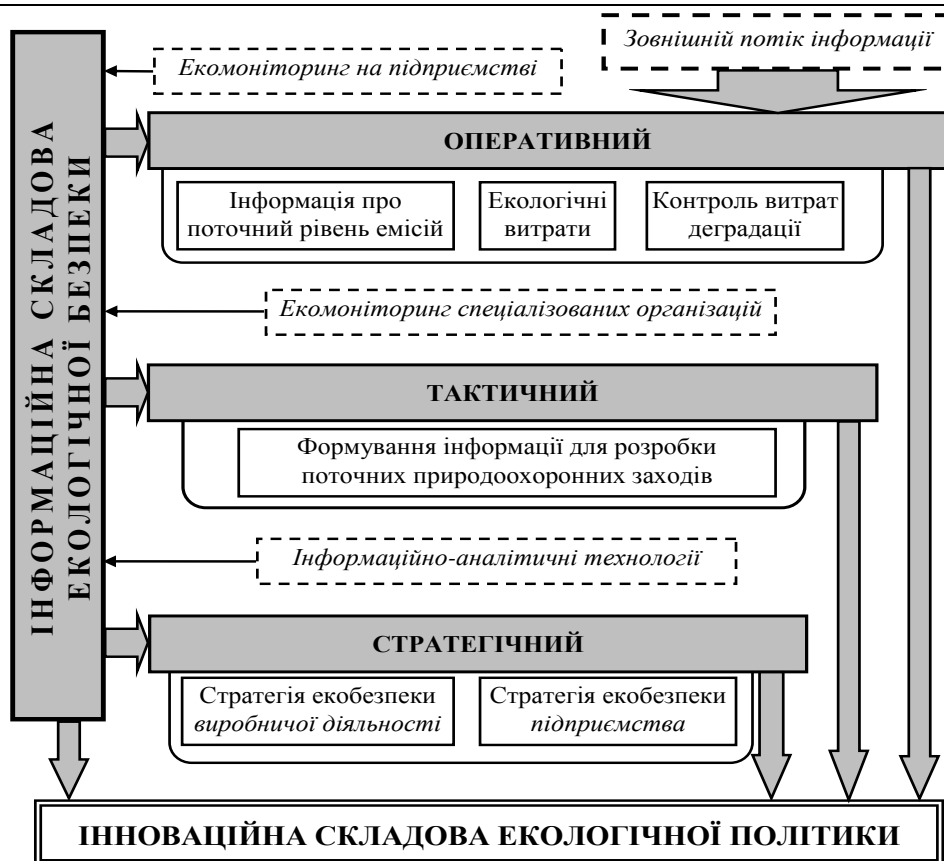 Зовнішній потік інформації
Екомоніторинг на підприємстві
ІНФОРМАЦІЙНА СКЛАДОВА
ЕКОЛОГІЧНОЇ БЕЗПЕКИ
ОПЕРАТИВНИЙ
Інформація про
поточний рівень емісій
Екологічні
витрати
Контроль витрат
деградації
Екомоніторинг спеціалізованих організацій
ТАКТИЧНИЙ
Формування інформації для розробки
поточних природоохоронних заходів
Інформаційно-аналітичні технології
СТРАТЕГІЧНИЙ
Стратегія екобезпеки
виробничої діяльності
Стратегія екобезпеки
підприємства
ІННОВАЦІЙНА СКЛАДОВА ЕКОЛОГІЧНОЇ ПОЛІТИКИ